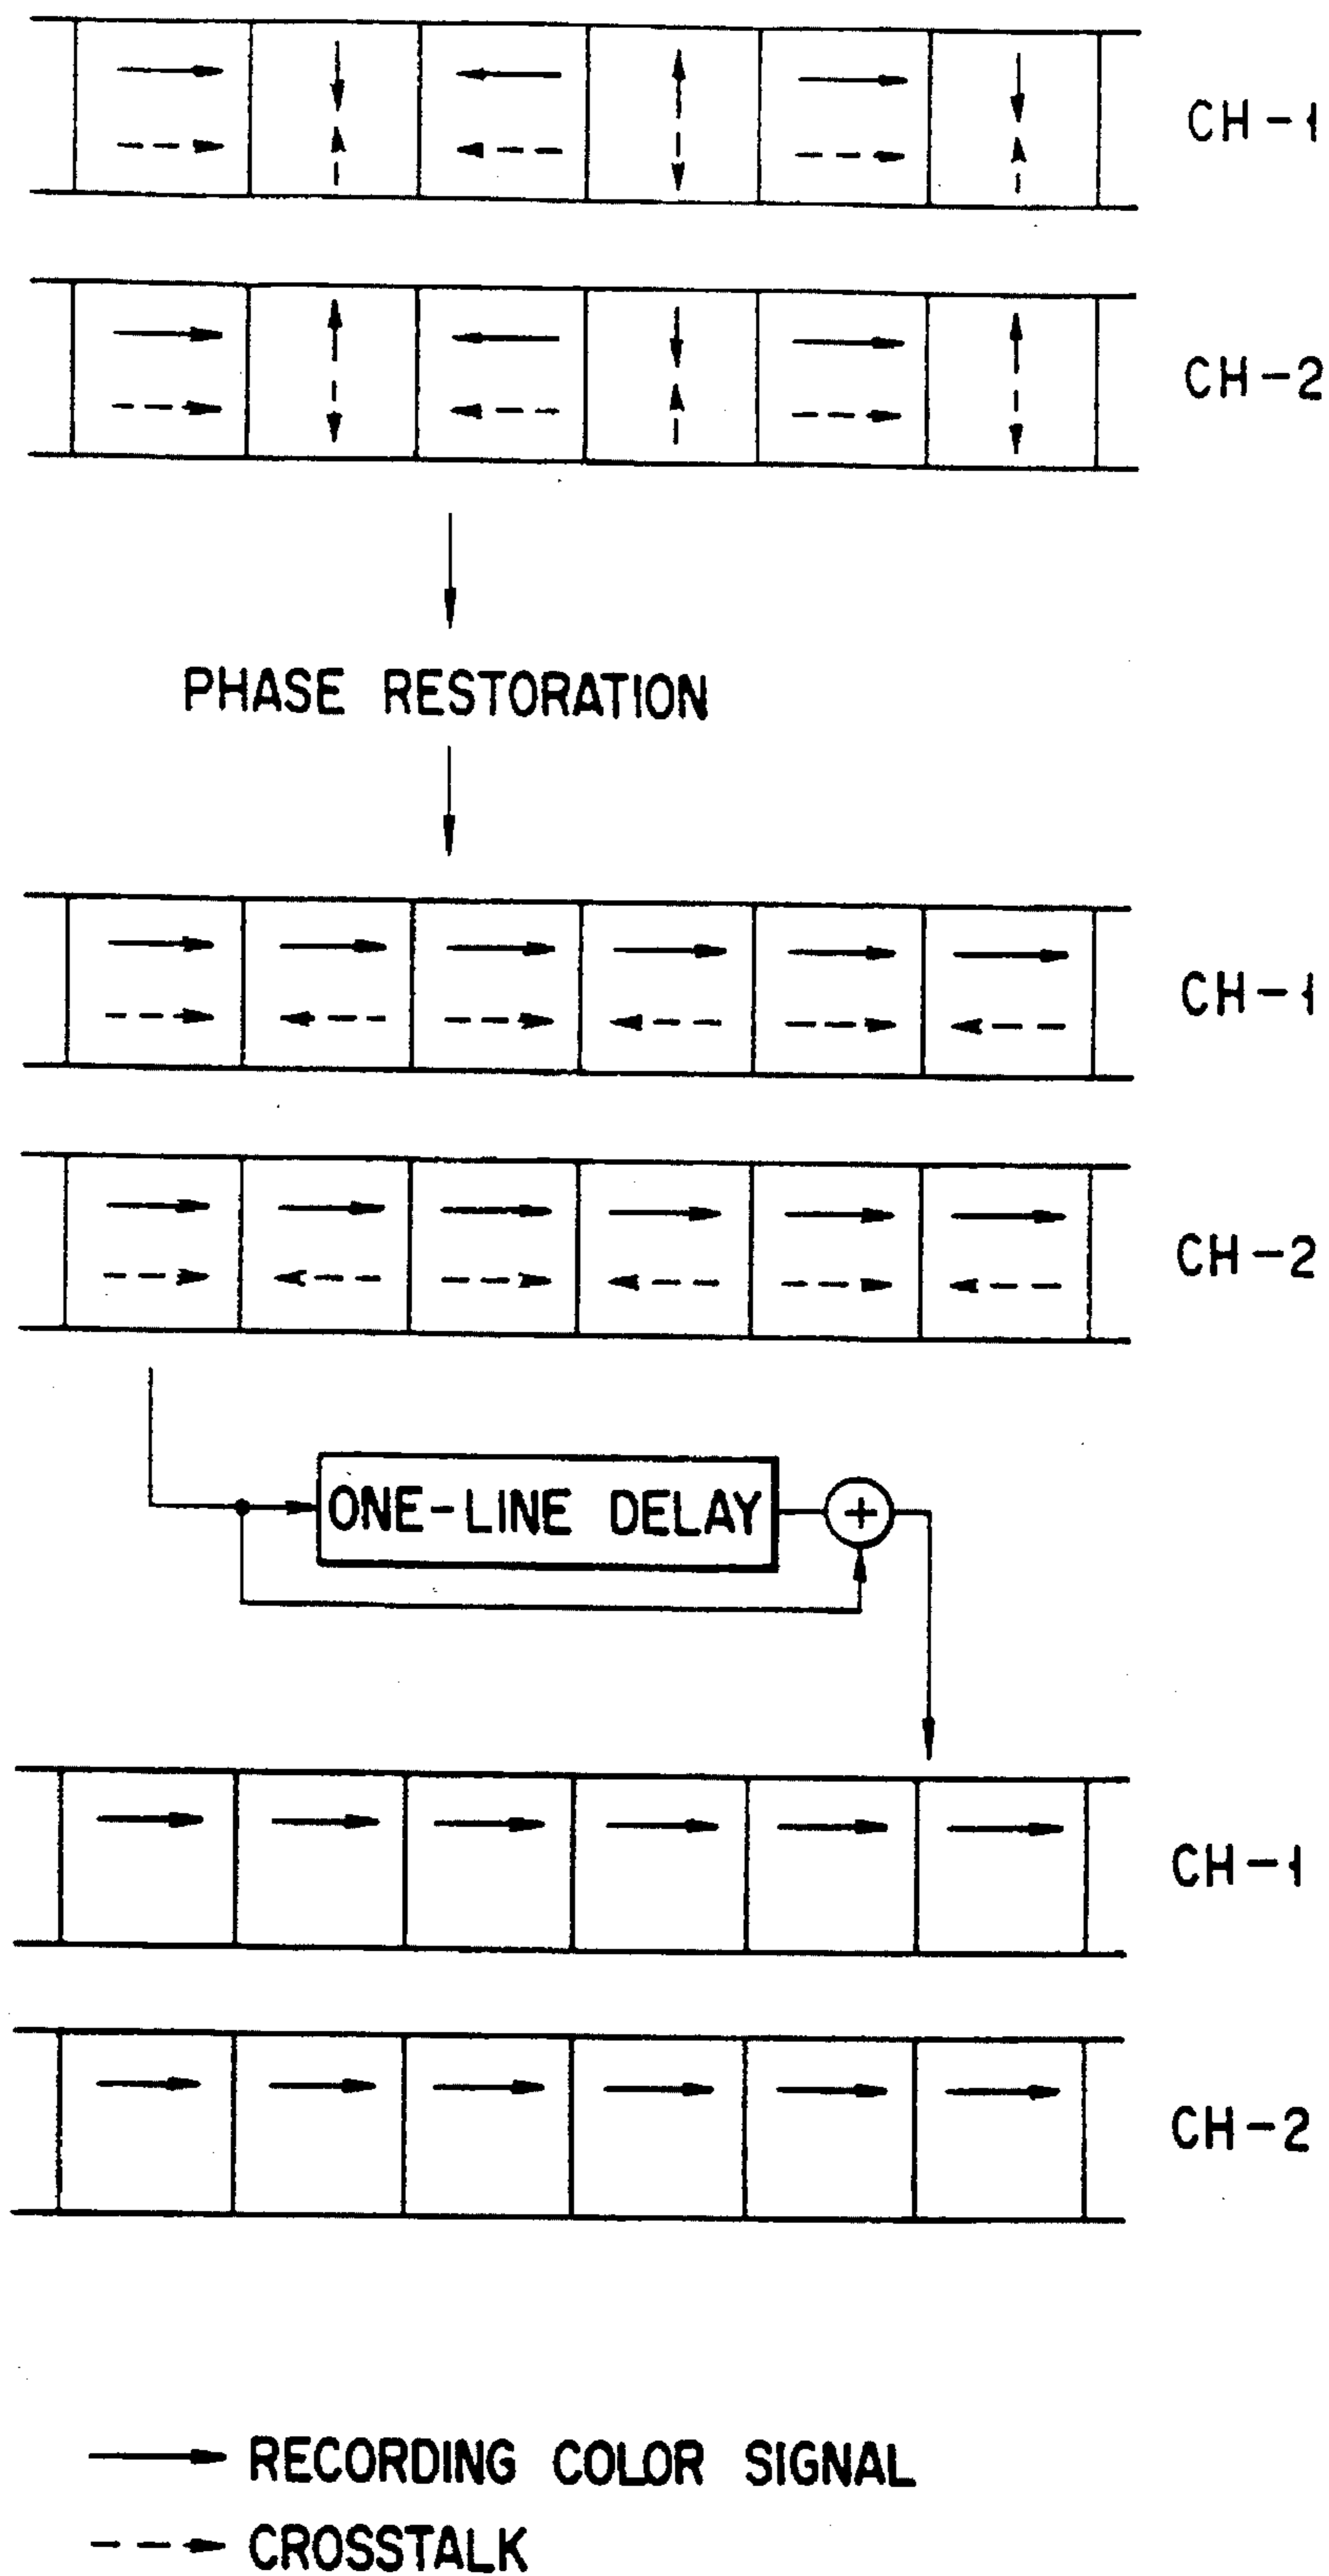 CH-1
CH-2
PHASE RESTORATION
CH-1
CH-2
ONE-LINE DELAY
+
CH-1
CH-2
RECORDING COLOR SIGNAL
CROSSTALK